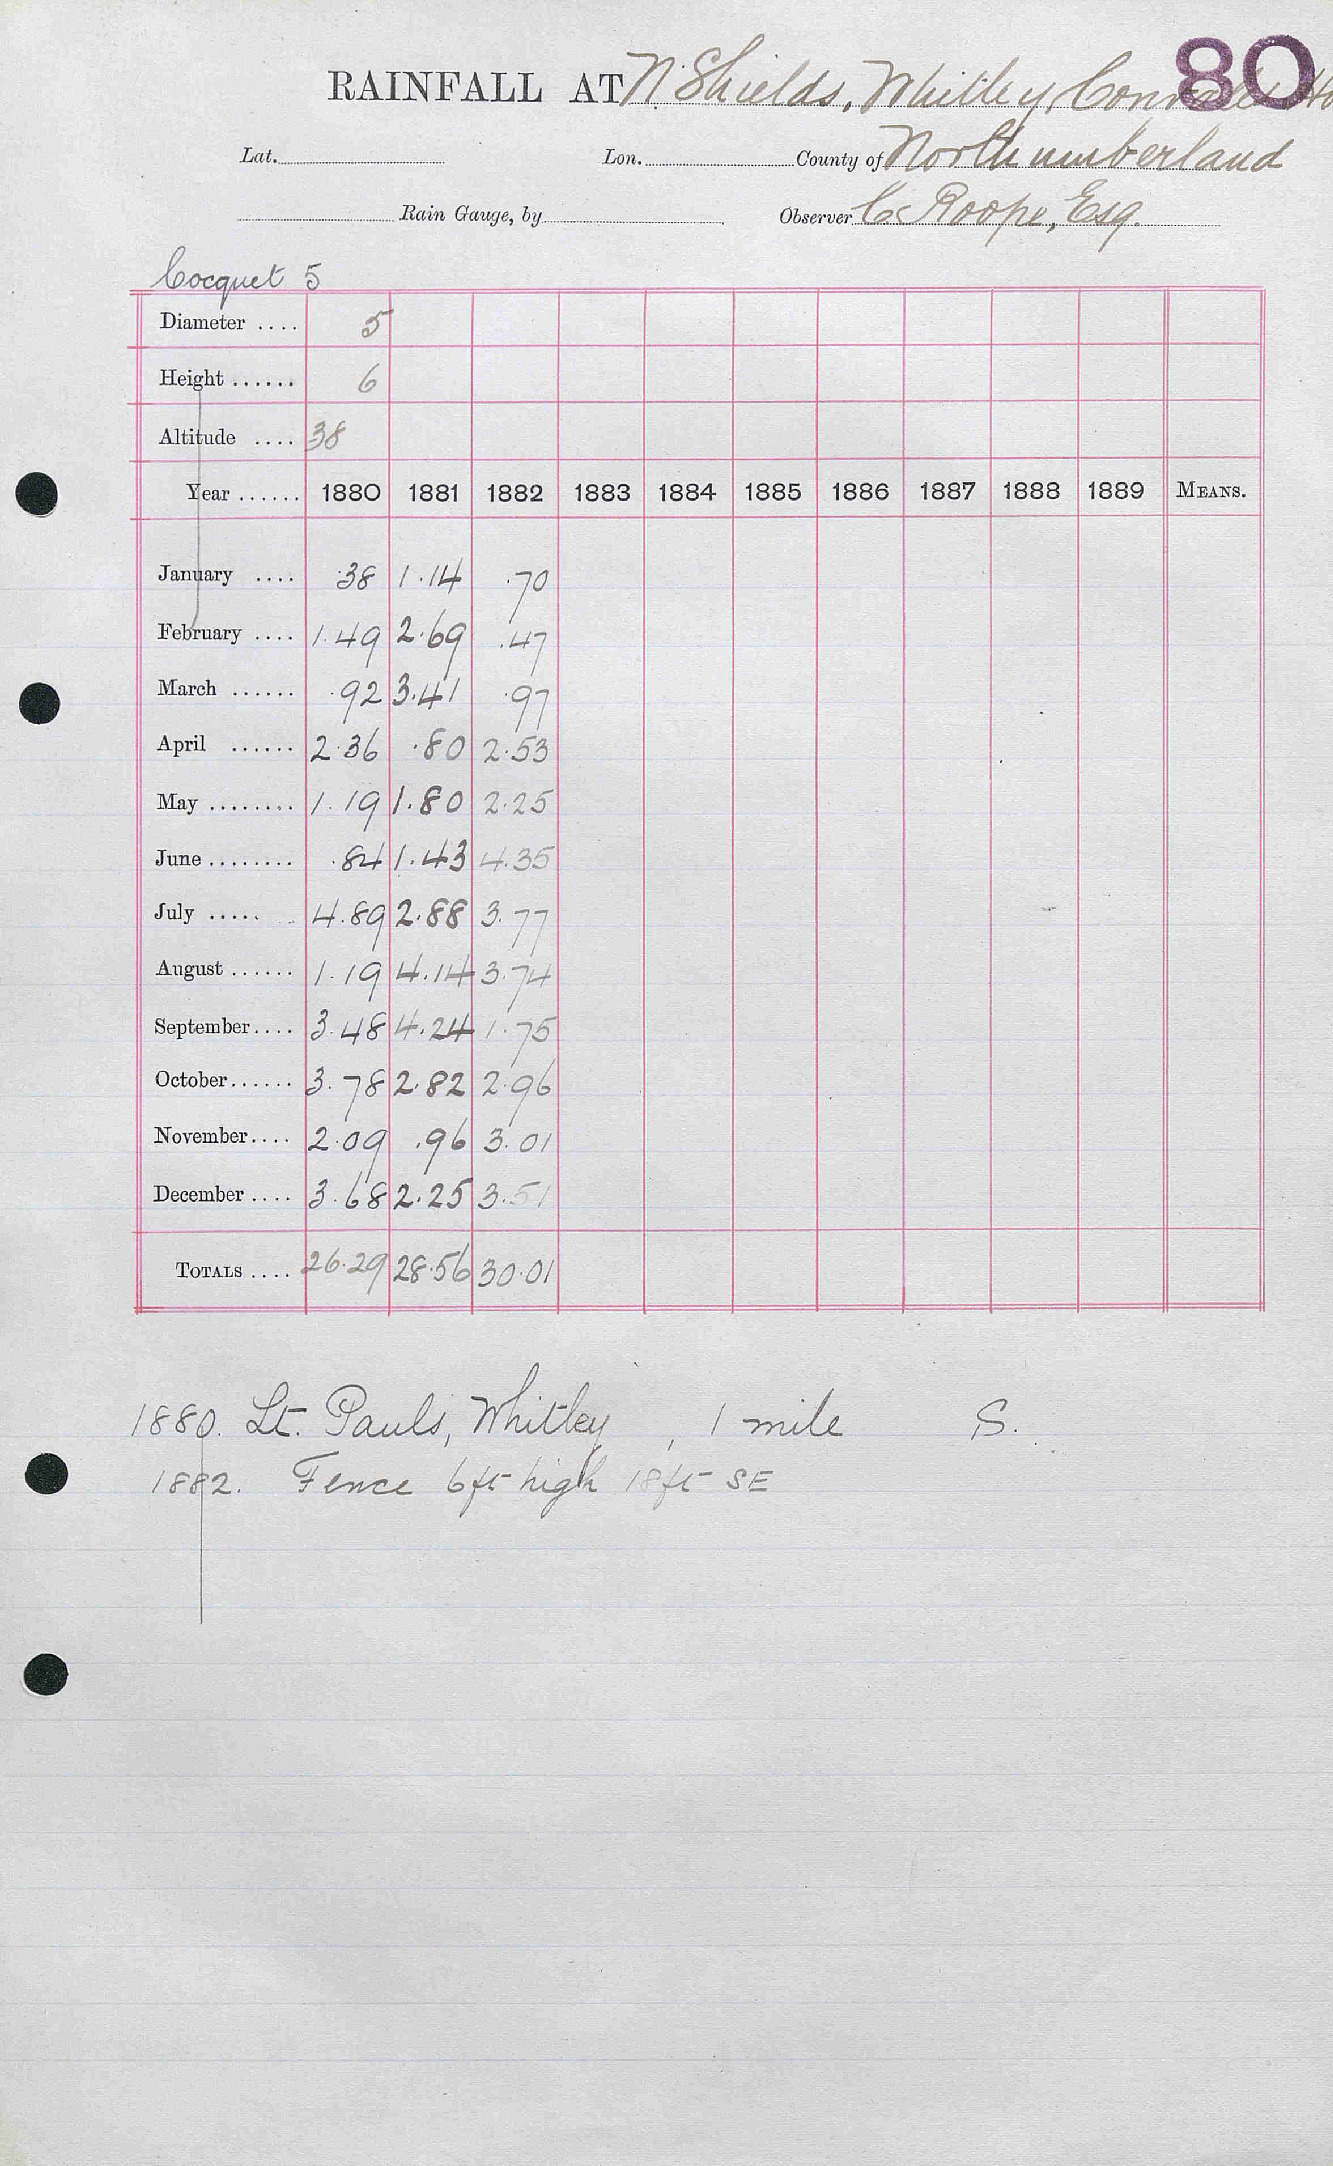 80
RAINFALL AT N. Shields, Whitley, Ho
Lat. Lon. County of Northumberland
Rain Gauge, by Observer C. Roope, Esq.
Cocquet 5
Diameter .... 5
Height ...... 6
Altitude .... 38
Year ...... 1880 1881 1882 1883 1884 1885 1886 1887 1888 1889 MEANS.
January .... .38 1.14 .70
February .... 1.49 2.69 .47
March ...... .92 3.41 .97
April ...... 2.36 .80 2.53
May ........ 1.19 1.80 2.25
June ........ .84 1.43 4.35
July ..... 4.89 2.88 3.77
August ...... 1.19 4.14 3.74
September.... 3.48 4.24 1.75
October...... 3.78 2.82 2.96
November.... 2.09 .96 3.01
December .... 3.68 2.25 3.51
TOTALS .... 26.29 28.56 30.01
1880. St. Pauls, Whitley, 1 mile S.
1882. Fence 6ft high 18ft SE